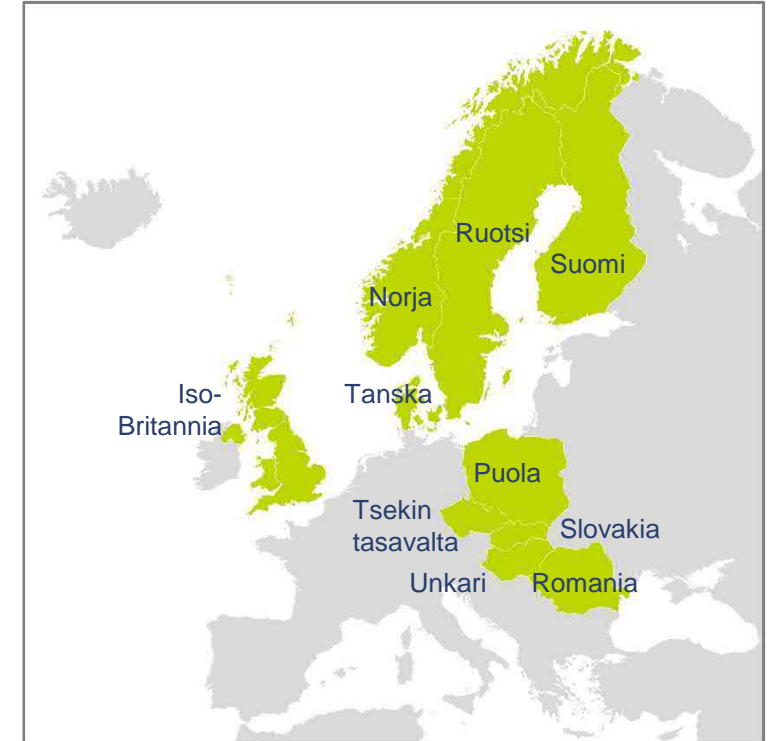 Ruotsi
Suomi
Norja
Iso-
Britannia
Tanska
Puola
Tsekin
tasavalta
Slovakia
Unkari
Romania